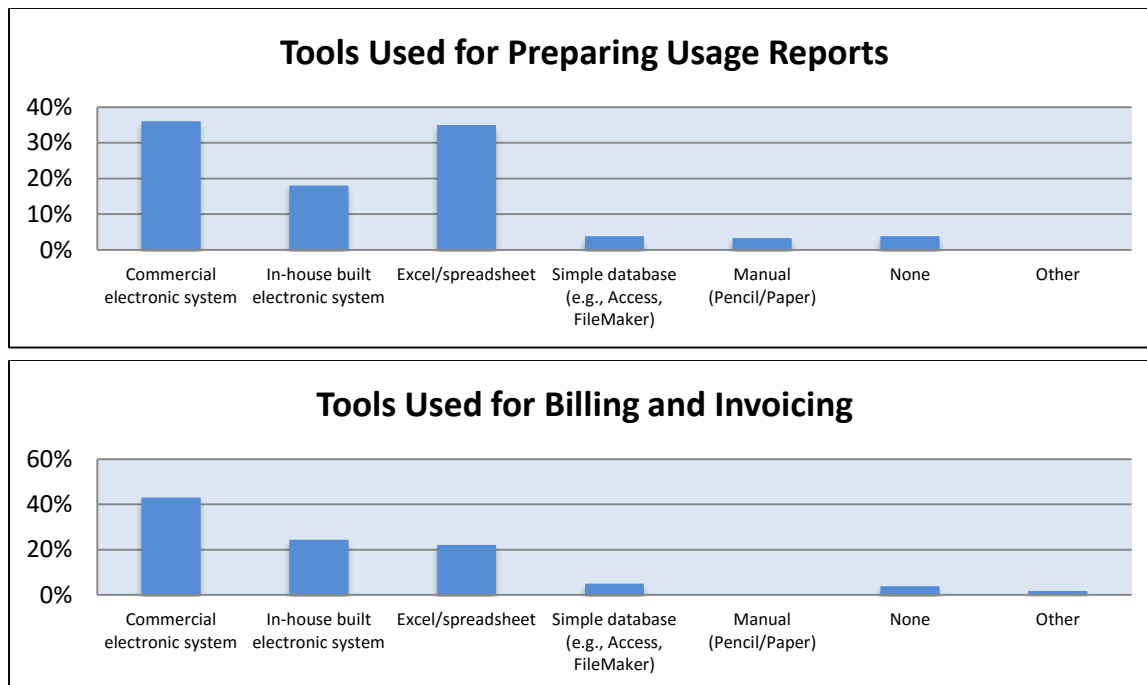 Tools Used for Preparing Usage Reports
40%
30%
20%
10%
0%
Commercial electronic system
In-house built electronic system
Excel/spreadsheet
Simple database (e.g., Access, FileMaker)
Manual (Pencil/Paper)
None
Other
Tools Used for Billing and Invoicing
60%
40%
20%
0%
Commercial electronic system
In-house built electronic system
Excel/spreadsheet
Simple database (e.g., Access, FileMaker)
Manual (Pencil/Paper)
None
Other